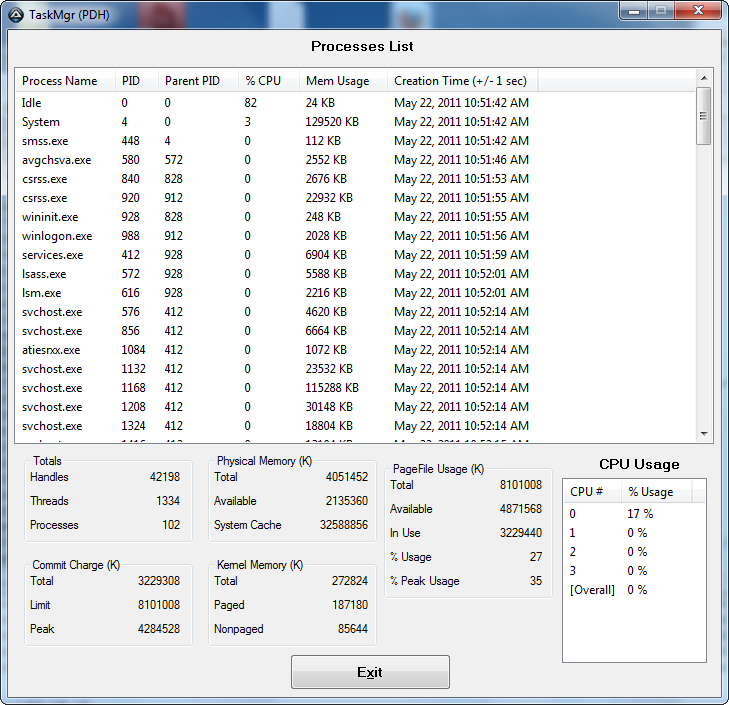 TaskMgr (PDH)
Processes List
Process Name PID Parent PID % CPU Mem Usage Creation Time (+/- 1 sec)
Idle 0 0 82 24 KB May 22, 2011 10:51:42 AM
System 4 0 3 129520 KB May 22, 2011 10:51:42 AM
smss.exe 448 4 0 112 KB May 22, 2011 10:51:42 AM
avgchsva.exe 580 572 0 2552 KB May 22, 2011 10:51:46 AM
csrss.exe 840 828 0 2676 KB May 22, 2011 10:51:53 AM
csrss.exe 920 912 0 22932 KB May 22, 2011 10:51:55 AM
wininit.exe 928 828 0 248 KB May 22, 2011 10:51:55 AM
winlogon.exe 988 912 0 2028 KB May 22, 2011 10:51:56 AM
services.exe 412 928 0 6904 KB May 22, 2011 10:51:59 AM
lsass.exe 572 928 0 5588 KB May 22, 2011 10:52:01 AM
lsm.exe 616 928 0 2216 KB May 22, 2011 10:52:01 AM
svchost.exe 576 412 0 4620 KB May 22, 2011 10:52:14 AM
svchost.exe 856 412 0 6664 KB May 22, 2011 10:52:14 AM
atiesrxx.exe 1084 412 0 1072 KB May 22, 2011 10:52:14 AM
svchost.exe 1132 412 0 23532 KB May 22, 2011 10:52:14 AM
svchost.exe 1168 412 0 115288 KB May 22, 2011 10:52:14 AM
svchost.exe 1208 412 0 30148 KB May 22, 2011 10:52:14 AM
svchost.exe 1324 412 0 18804 KB May 22, 2011 10:52:14 AM
Totals
Handles 42198
Threads 1334
Processes 102
Physical Memory (K)
Total 4051452
Available 2135360
System Cache 32588856
PageFile Usage (K)
Total 8101008
Available 4871568
In Use 3229440
% Usage 27
% Peak Usage 35
CPU Usage
CPU # % Usage
0 17 %
1 0 %
2 0 %
3 0 %
[Overall] 0 %
Commit Charge (K)
Total 3229308
Limit 8101008
Peak 4284528
Kernel Memory (K)
Total 272824
Paged 187180
Nonpaged 85644
Exit